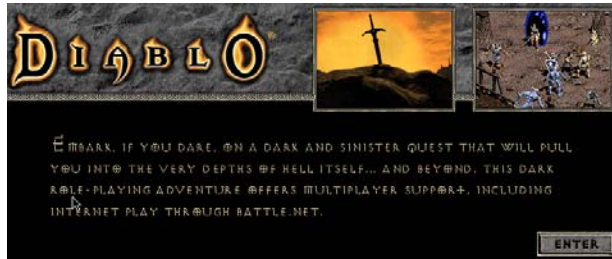 DIABLO
EMBARK, IF YOU DARE, ON A DARK AND SINISTER QUEST THAT WILL PULL
YOU INTO THE VERY DEPTHS OF HELL ITSELF... AND BEYOND. THIS DARK
ROLE-PLAYING ADVENTURE OFFERS MULTIPLAYER SUPPORT, INCLUDING
INTERNET PLAY THROUGH BATTLE.NET.
ENTER